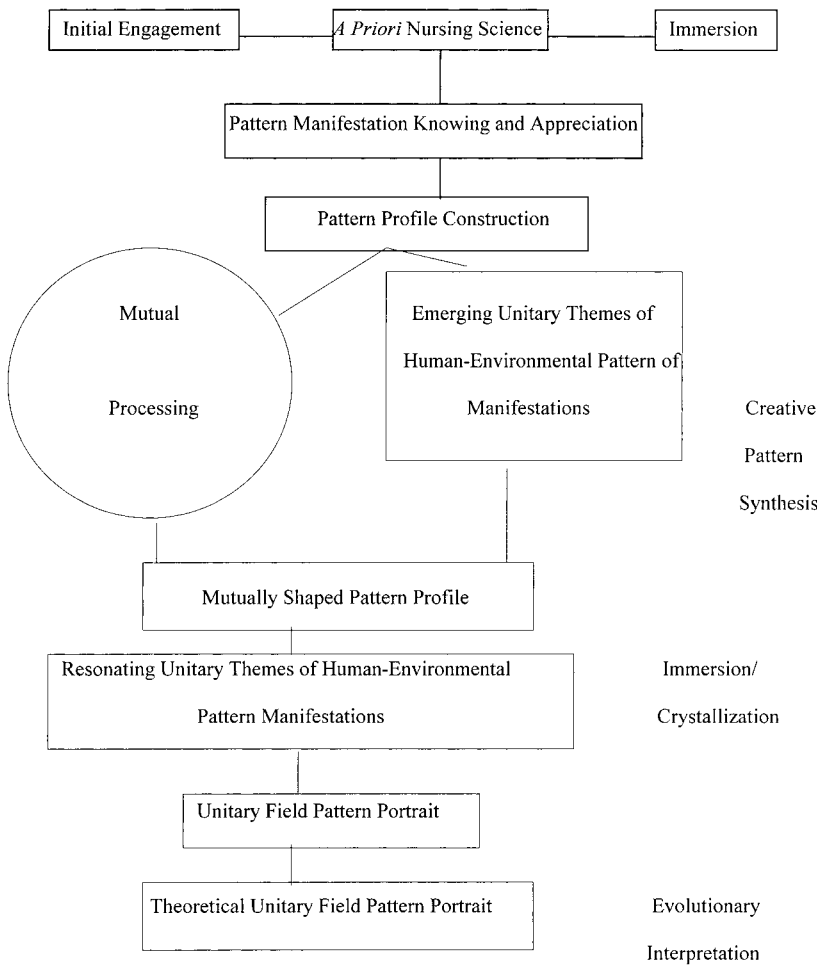 Initial Engagement
A Priori Nursing Science
Immersion
Pattern Manifestation Knowing and Appreciation
Pattern Profile Construction
Mutual
Processing
Emerging Unitary Themes of
Human-Environmental Pattern of
Manifestations
Creative
Pattern
Synthesis
Mutually Shaped Pattern Profile
Resonating Unitary Themes of Human-Environmental
Pattern Manifestations
Immersion/
Crystallization
Unitary Field Pattern Portrait
Theoretical Unitary Field Pattern Portrait
Evolutionary
Interpretation